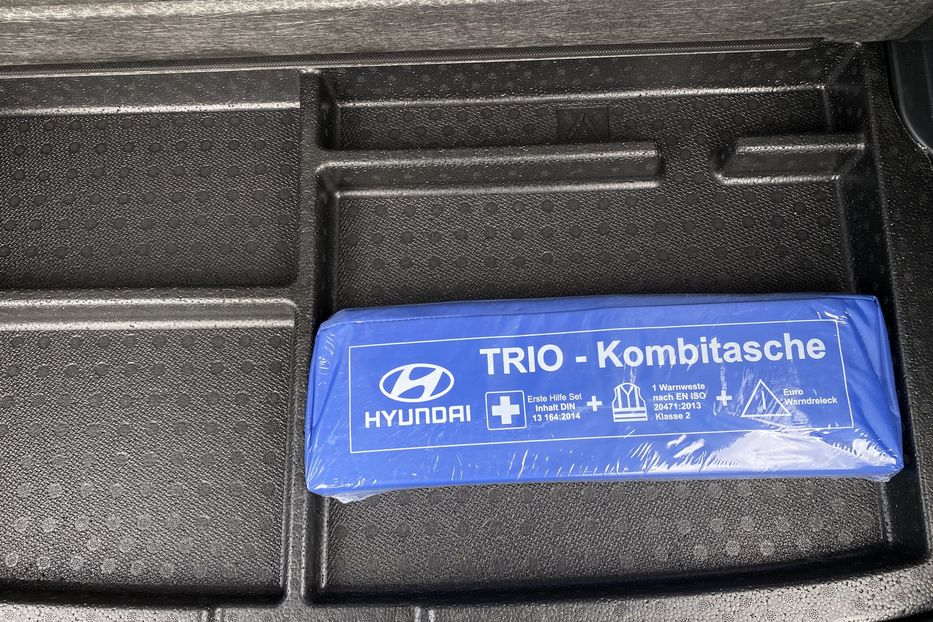 TRIO - Kombitasche
HYUNDAI
Erste Hilfe Set
Inhalt DIN
13 164:2014
+
1 Warnweste
nach EN ISO
20471:2013
Klasse 2
+
Euro
Warndreieck